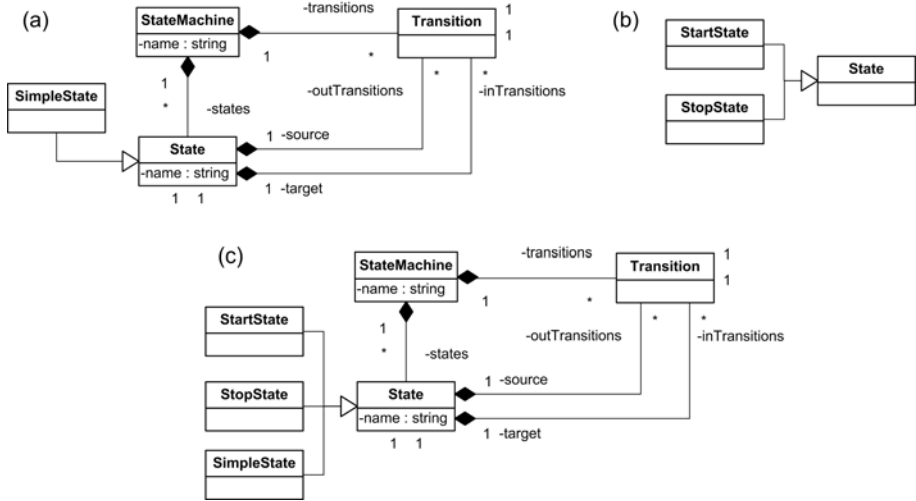 (a)
StateMachine
-name : string
-transitions
1
*
Transition
1
1
1
*
-states
SimpleState
-outTransitions
*
*
-inTransitions
State
-name : string
1
-source
1
-target
1 1
(b)
StartState
StopState
State
(c)
StateMachine
-name : string
-transitions
1
*
Transition
1
1
1
*
-states
StartState
StopState
SimpleState
-outTransitions
*
*
-inTransitions
State
-name : string
1
-source
1
-target
1 1